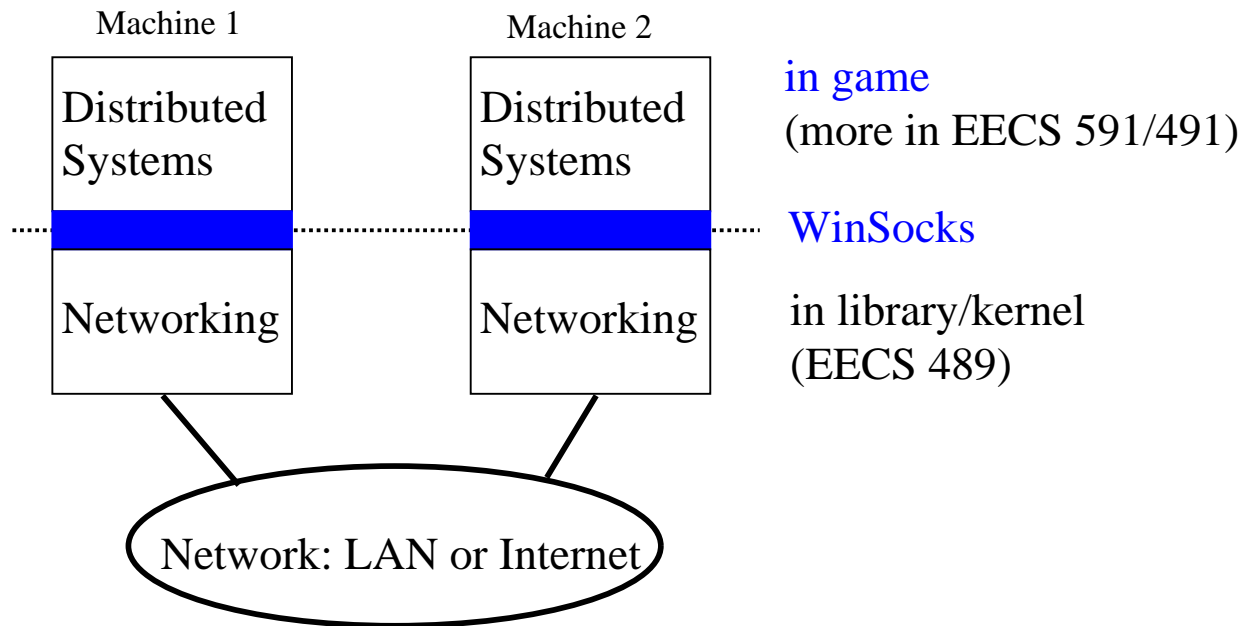 Machine 1
Machine 2
Distributed
Systems
Distributed
Systems
in game
(more in EECS 591/491)
WinSocks
Networking
Networking
in library/kernel
(EECS 489)
Network: LAN or Internet